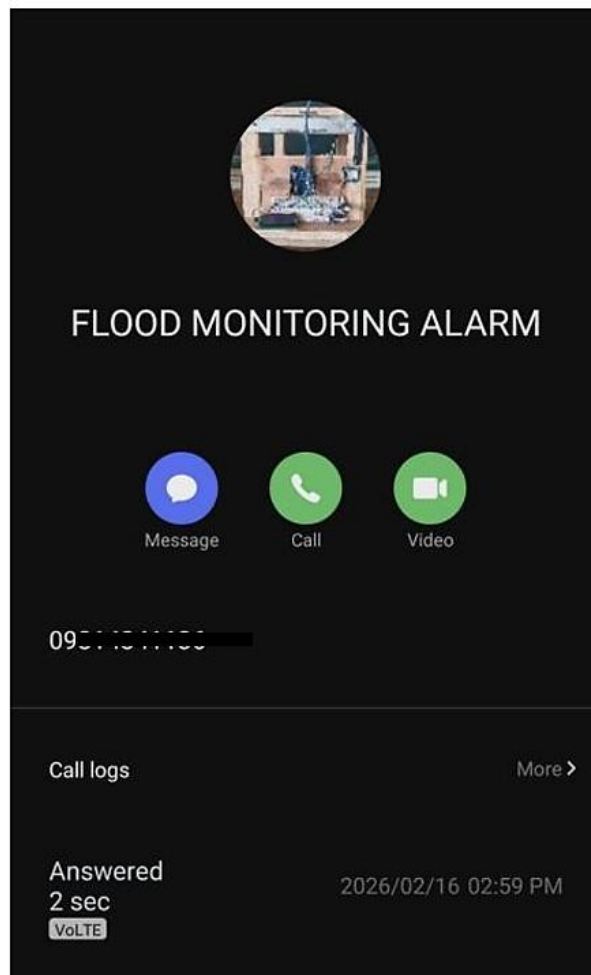 FLOOD MONITORING ALARM
Message Call Video
Call logs More
Answered
2 sec 2026/02/16 02:59 PM
VoLTE